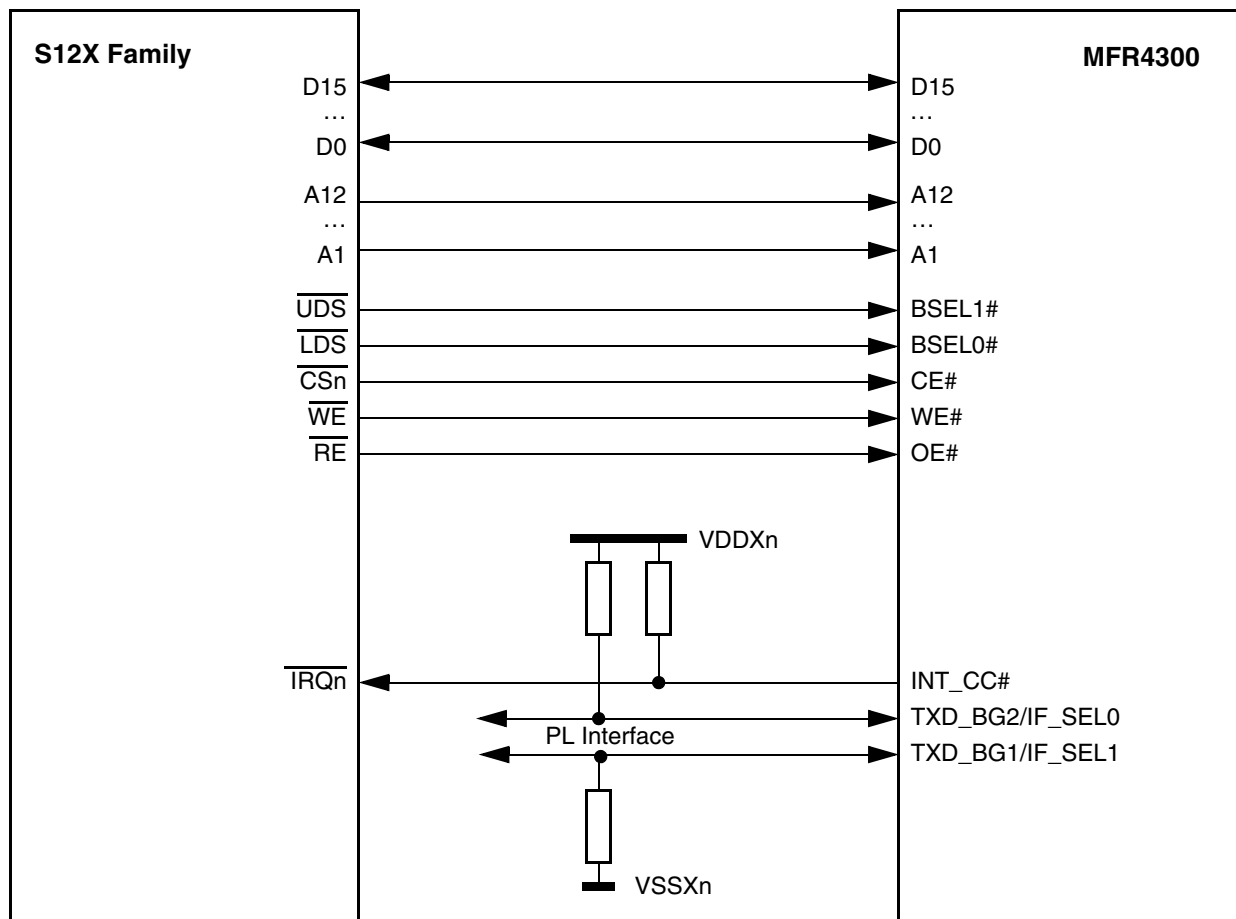 S12X Family MFR4300
D15 D15
... ...
D0 D0
A12 A12
... ...
A1 A1
UDS BSEL1#
LDS BSEL0#
CSn CE#
WE WE#
RE OE#
VDDXn
IRQn INT_CC#
TXD_BG2/IF_SEL0
PL Interface
TXD_BG1/IF_SEL1
VSSXn